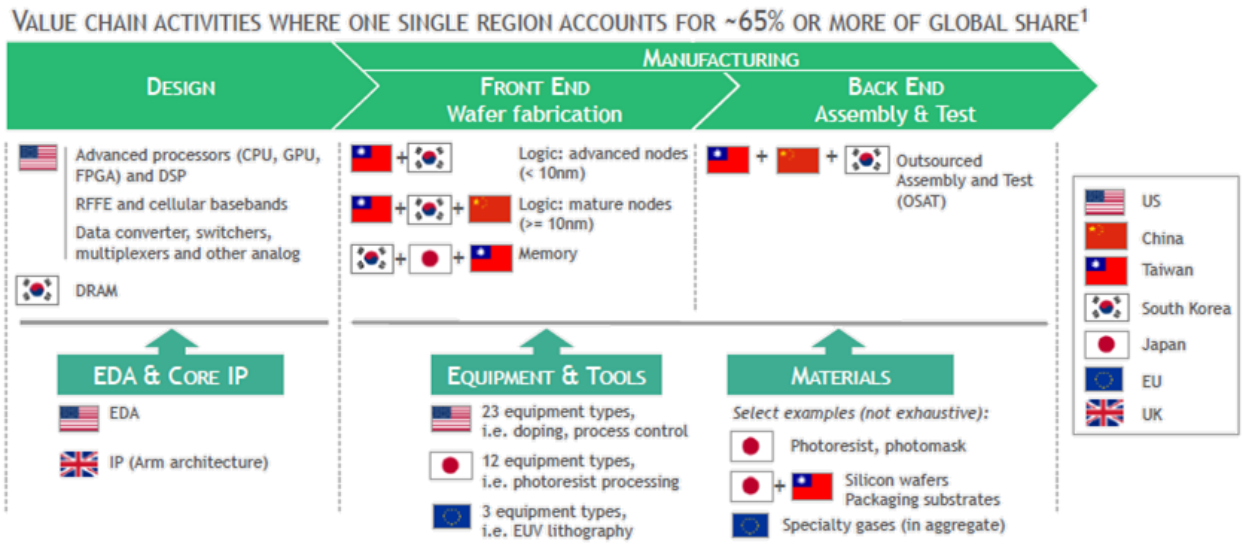 VALUE CHAIN ACTIVITIES WHERE ONE SINGLE REGION ACCOUNTS FOR ~65% OR MORE OF GLOBAL SHARE1
MANUFACTURING
DESIGN
FRONT END
Wafer fabrication
BACK END
Assembly & Test
Advanced processors (CPU, GPU,
FPGA) and DSP
RFFE and cellular basebands
Data converter, switchers,
multiplexers and other analog
DRAM
+
Logic: advanced nodes
(< 10nm)
+ +
Logic: mature nodes
(>= 10nm)
+ +
Memory
+ +
Outsourced
Assembly and Test
(OSAT)
EDA & CORE IP
EDA
IP (Arm architecture)
EQUIPMENT & TOOLS
23 equipment types,
i.e. doping, process control
12 equipment types,
i.e. photoresist processing
3 equipment types,
i.e. EUV lithography
MATERIALS
Select examples (not exhaustive):
Photoresist, photomask
+
Silicon wafers
Packaging substrates
Specialty gases (in aggregate)
US
China
Taiwan
South Korea
Japan
EU
UK